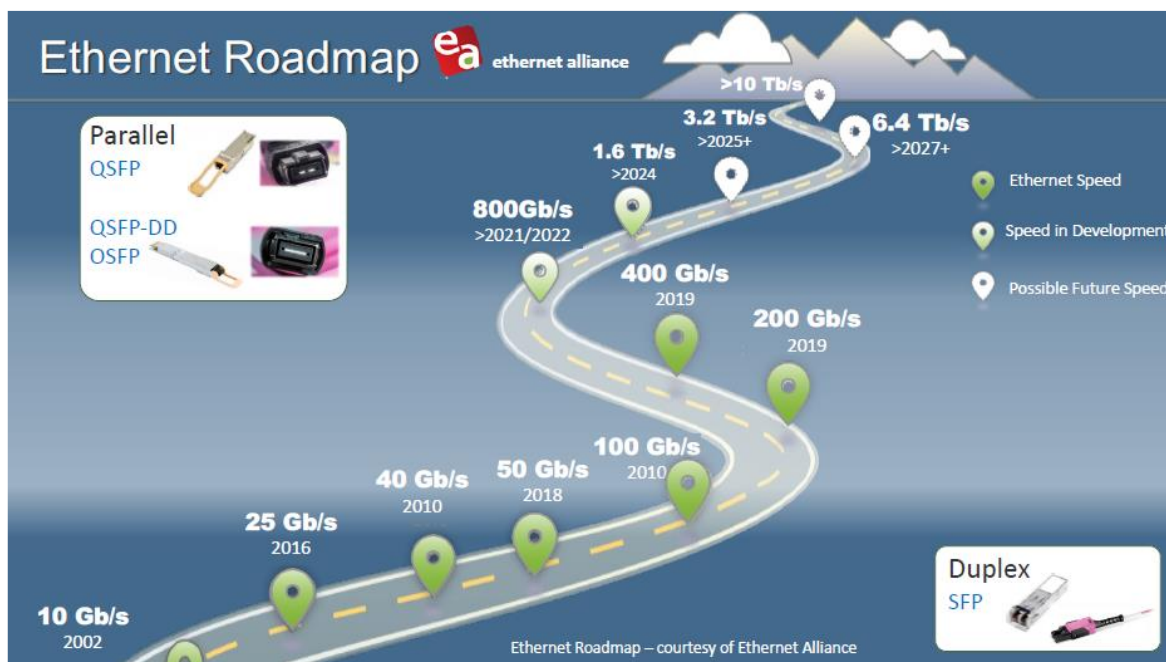 Ethernet Roadmap
ea ethernet alliance
Parallel
QSFP
QSFP-DD
OSFP
>10 Tb/s
3.2 Tb/s
>2025+
6.4 Tb/s
>2027+
1.6 Tb/s
>2024
800Gb/s
>2021/2022
Ethernet Speed
Speed in Development
Possible Future Speed
400 Gb/s
2019
200 Gb/s
2019
100 Gb/s
2010
50 Gb/s
2018
40 Gb/s
2010
25 Gb/s
2016
10 Gb/s
2002
Duplex
SFP
Ethernet Roadmap – courtesy of Ethernet Alliance